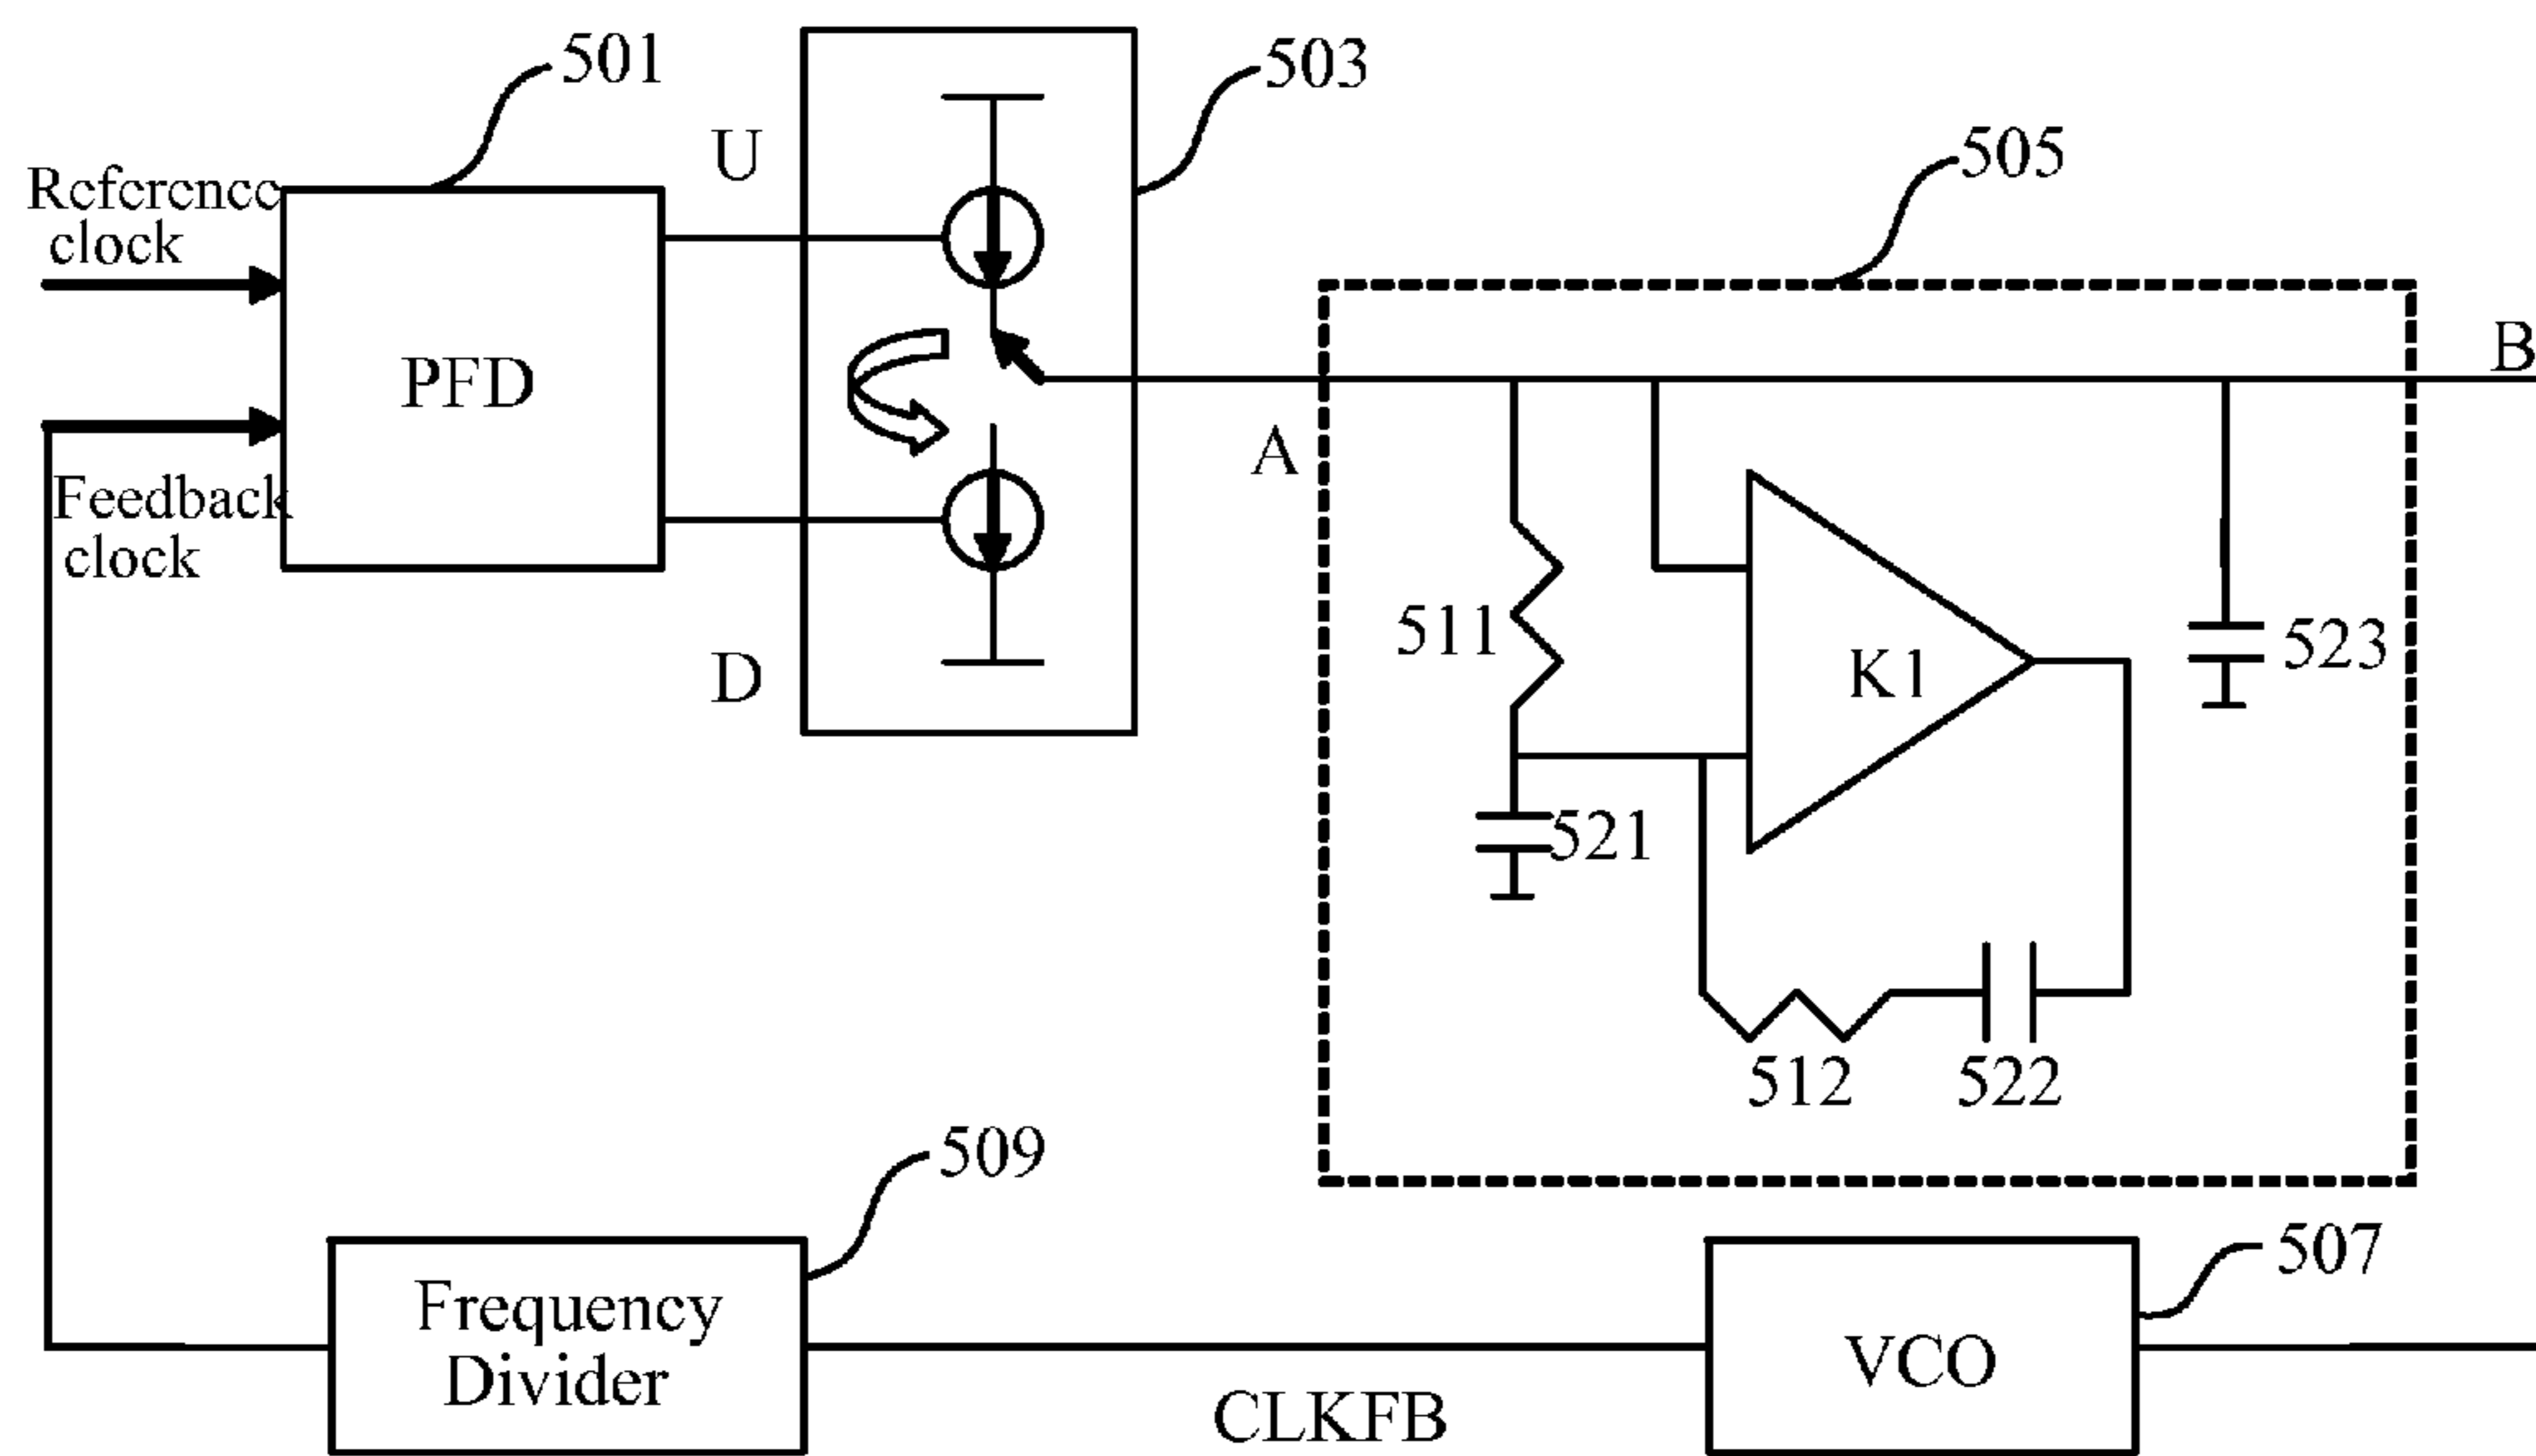 501
503
U
505
Reference
clock
B
PFD
A
Feedback
clock
511
K1
523
D
521
512
522
509
507
Frequency
Divider
VCO
CLKFB